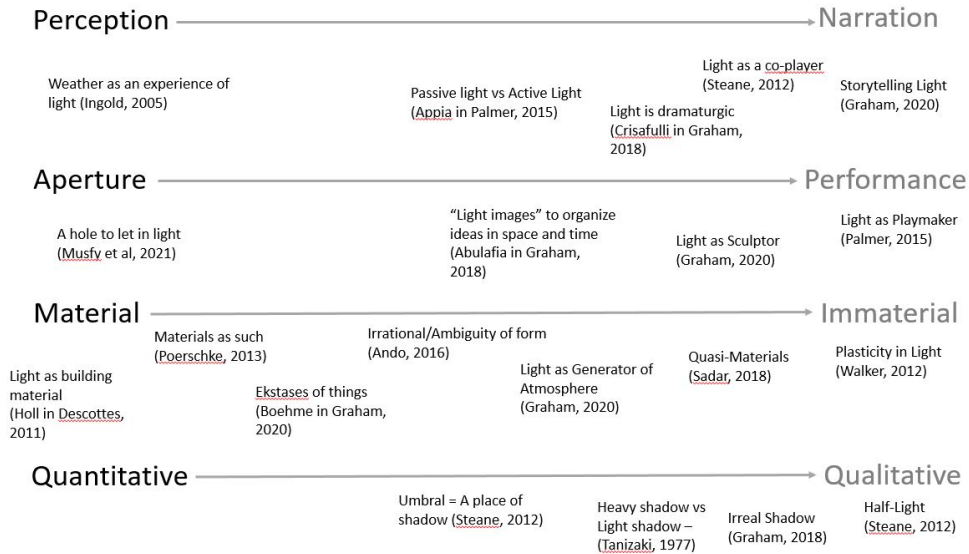 Perception
Narration
Weather as an experience of
light (Ingold, 2005)
Passive light vs Active Light
(Appia in Palmer, 2015)
Light is dramaturgic
(Crisafulli in Graham,
2018)
Light as a co-player
(Steane, 2012)
Storytelling Light
(Graham, 2020)
Aperture
Performance
A hole to let in light
(Musfy et al, 2021)
“Light images” to organize
ideas in space and time
(Abulafia in Graham,
2018)
Light as Sculptor
(Graham, 2020)
Light as Playmaker
(Palmer, 2015)
Material
Immaterial
Light as building
material
(Holl in Descottes,
2011)
Materials as such
(Poerschke, 2013)
Ekstases of things
(Boehme in Graham,
2020)
Irrational/Ambiguity of form
(Ando, 2016)
Light as Generator of
Atmosphere
(Graham, 2020)
Quasi-Materials
(Sadar, 2018)
Plasticity in Light
(Walker, 2012)
Quantitative
Qualitative
Umbral = A place of
shadow (Steane, 2012)
Heavy shadow vs
Light shadow –
(Tanizaki, 1977)
Irreal Shadow
(Graham, 2018)
Half-Light
(Steane, 2012)